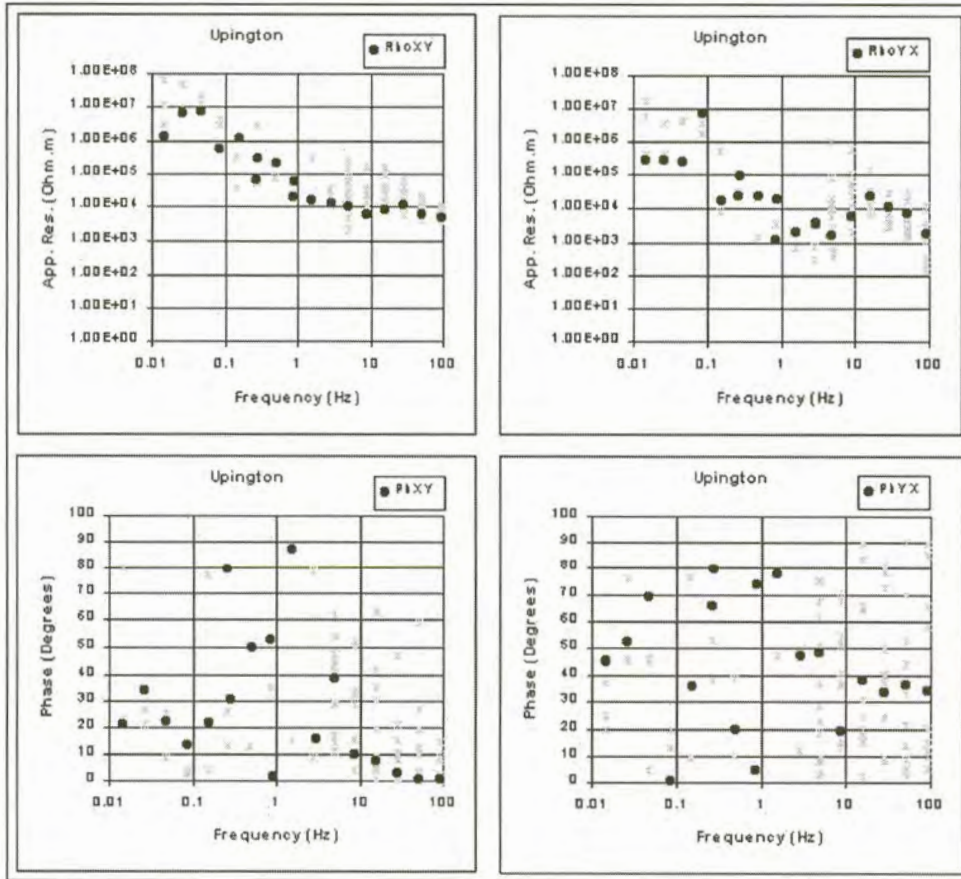 Upington
RhoXY
1.00E+08
1.00E+07
1.00E+06
1.00E+05
1.00E+04
1.00E+03
1.00E+02
1.00E+01
1.00E+00
App. Res. (Ohm.m)
0.01 0.1 1 10 100
Frequency (Hz)
Upington
RhoYX
1.00E+08
1.00E+07
1.00E+06
1.00E+05
1.00E+04
1.00E+03
1.00E+02
1.00E+01
1.00E+00
App. Res. (Ohm.m)
0.01 0.1 1 10 100
Frequency (Hz)
Upington
PhXY
100
90
80
70
60
50
40
30
20
10
0
Phase (Degrees)
0.01 0.1 1 10 100
Frequency (Hz)
Upington
PhYX
100
90
80
70
60
50
40
30
20
10
0
Phase (Degrees)
0.01 0.1 1 10 100
Frequency (Hz)